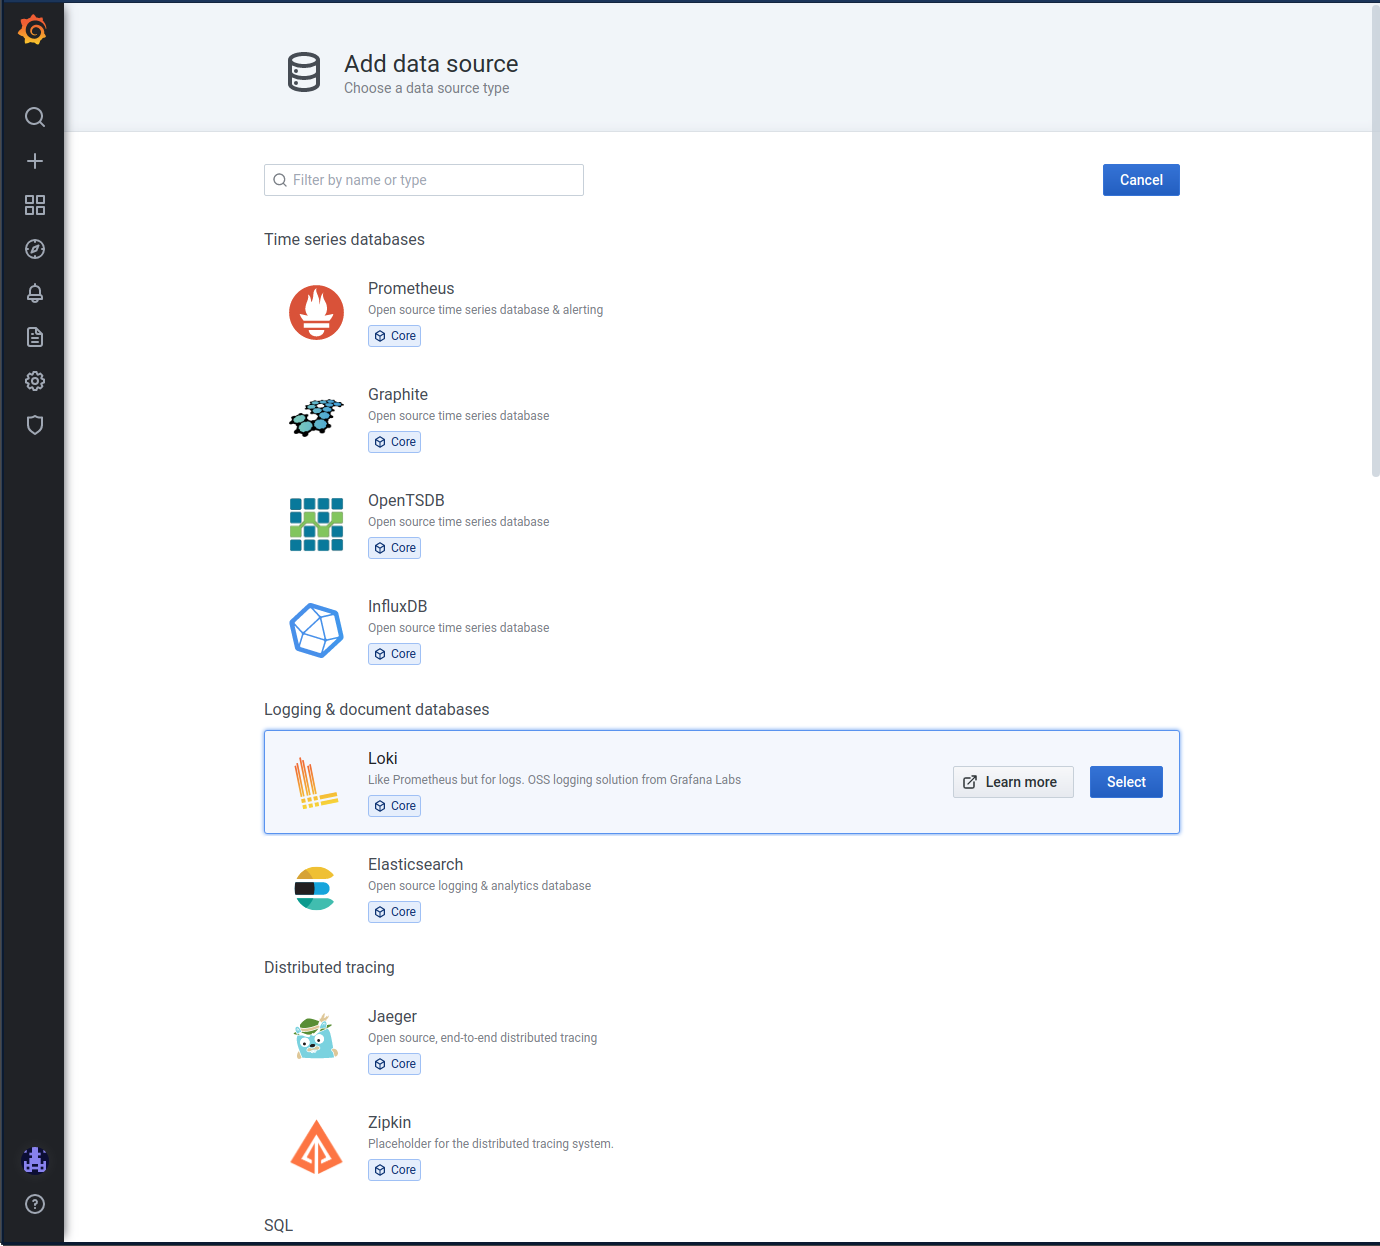 Add data source
Choose a data source type
Filter by name or type
Cancel
Time series databases
Prometheus
Open source time series database & alerting
Core
Graphite
Open source time series database
Core
OpenTSDB
Open source time series database
Core
InfluxDB
Open source time series database
Core
Logging & document databases
Loki
Like Prometheus but for logs. OSS logging solution from Grafana Labs
Core
Learn more
Select
Elasticsearch
Open source logging & analytics database
Core
Distributed tracing
Jaeger
Open source, end-to-end distributed tracing
Core
Zipkin
Placeholder for the distributed tracing system.
Core
SQL